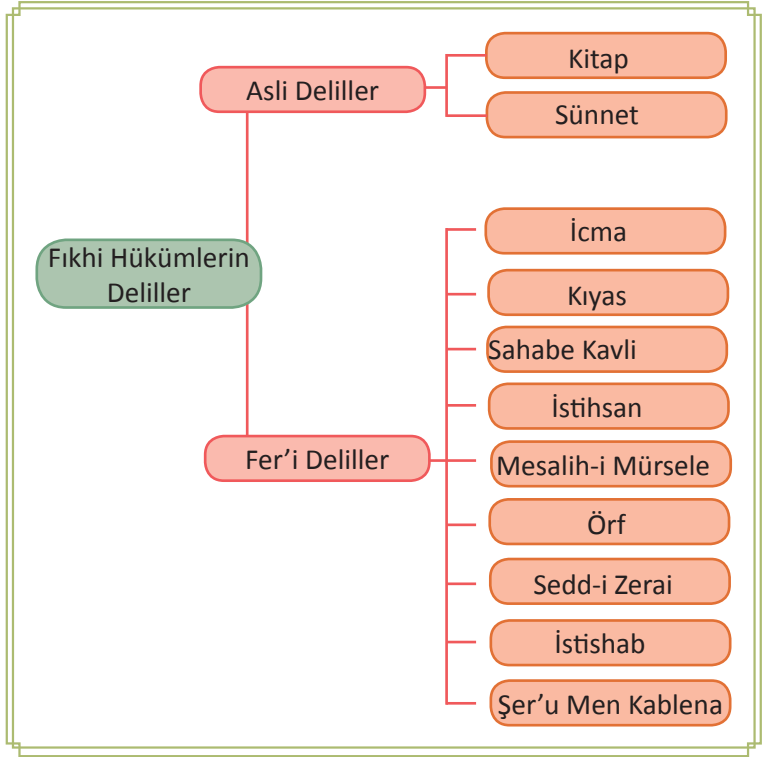 Fıkhi Hükümlerin
Deliller
Asli Deliller
Kitap
Sünnet
Fer’i Deliller
İcma
Kıyas
Sahabe Kavli
İstihsan
Mesalih-i Mürsele
Örf
Sedd-i Zerai
İstishab
Şer’u Men Kablena